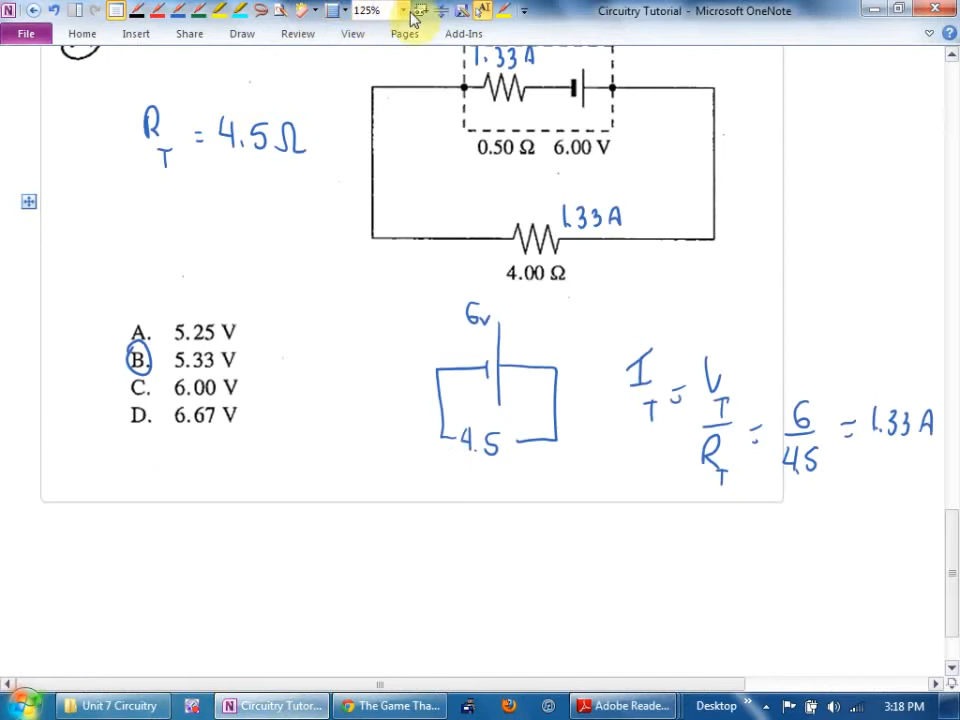 125%
Circuitry Tutorial - Microsoft OneNote
File Home Insert Share Draw Review View Pages Add-Ins
1.33 A
R_T = 4.5 Ω
0.50 Ω 6.00 V
1.33 A
4.00 Ω
6v
A. 5.25 V
B. 5.33 V
C. 6.00 V
D. 6.67 V
4.5
I_T = V_T / R_T = 6 / 4.5 = 1.33 A
Unit 7 Circuitry
Circuitry Tutor...
The Game Tha...
Adobe Reade...
Desktop
3:18 PM